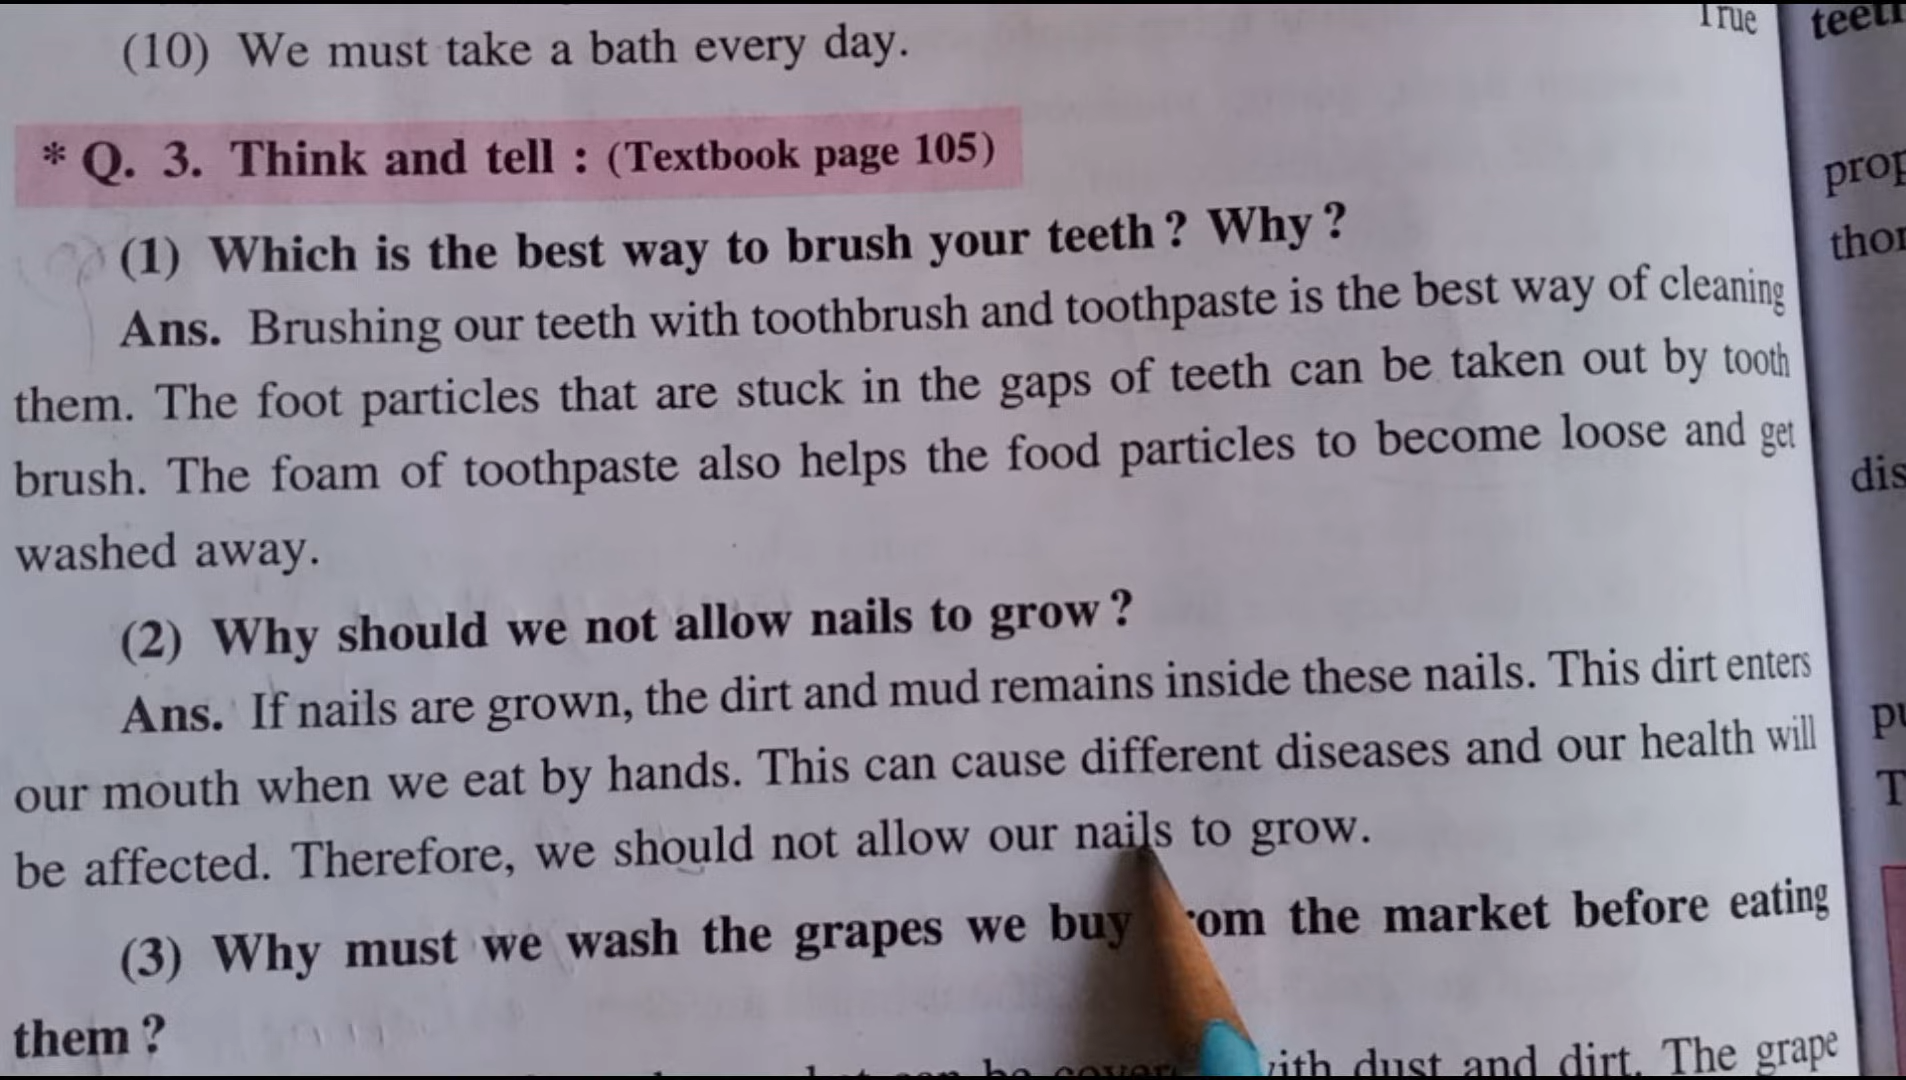 True
(10) We must take a bath every day.
* Q. 3. Think and tell : (Textbook page 105)
(1) Which is the best way to brush your teeth ? Why ?
Ans. Brushing our teeth with toothbrush and toothpaste is the best way of cleaning
them. The foot particles that are stuck in the gaps of teeth can be taken out by tooth
brush. The foam of toothpaste also helps the food particles to become loose and get
washed away.
(2) Why should we not allow nails to grow ?
Ans. If nails are grown, the dirt and mud remains inside these nails. This dirt enters
our mouth when we eat by hands. This can cause different diseases and our health will
be affected. Therefore, we should not allow our nails to grow.
(3) Why must we wash the grapes we buy om the market before eating
them ?
dust and dirt. The grape